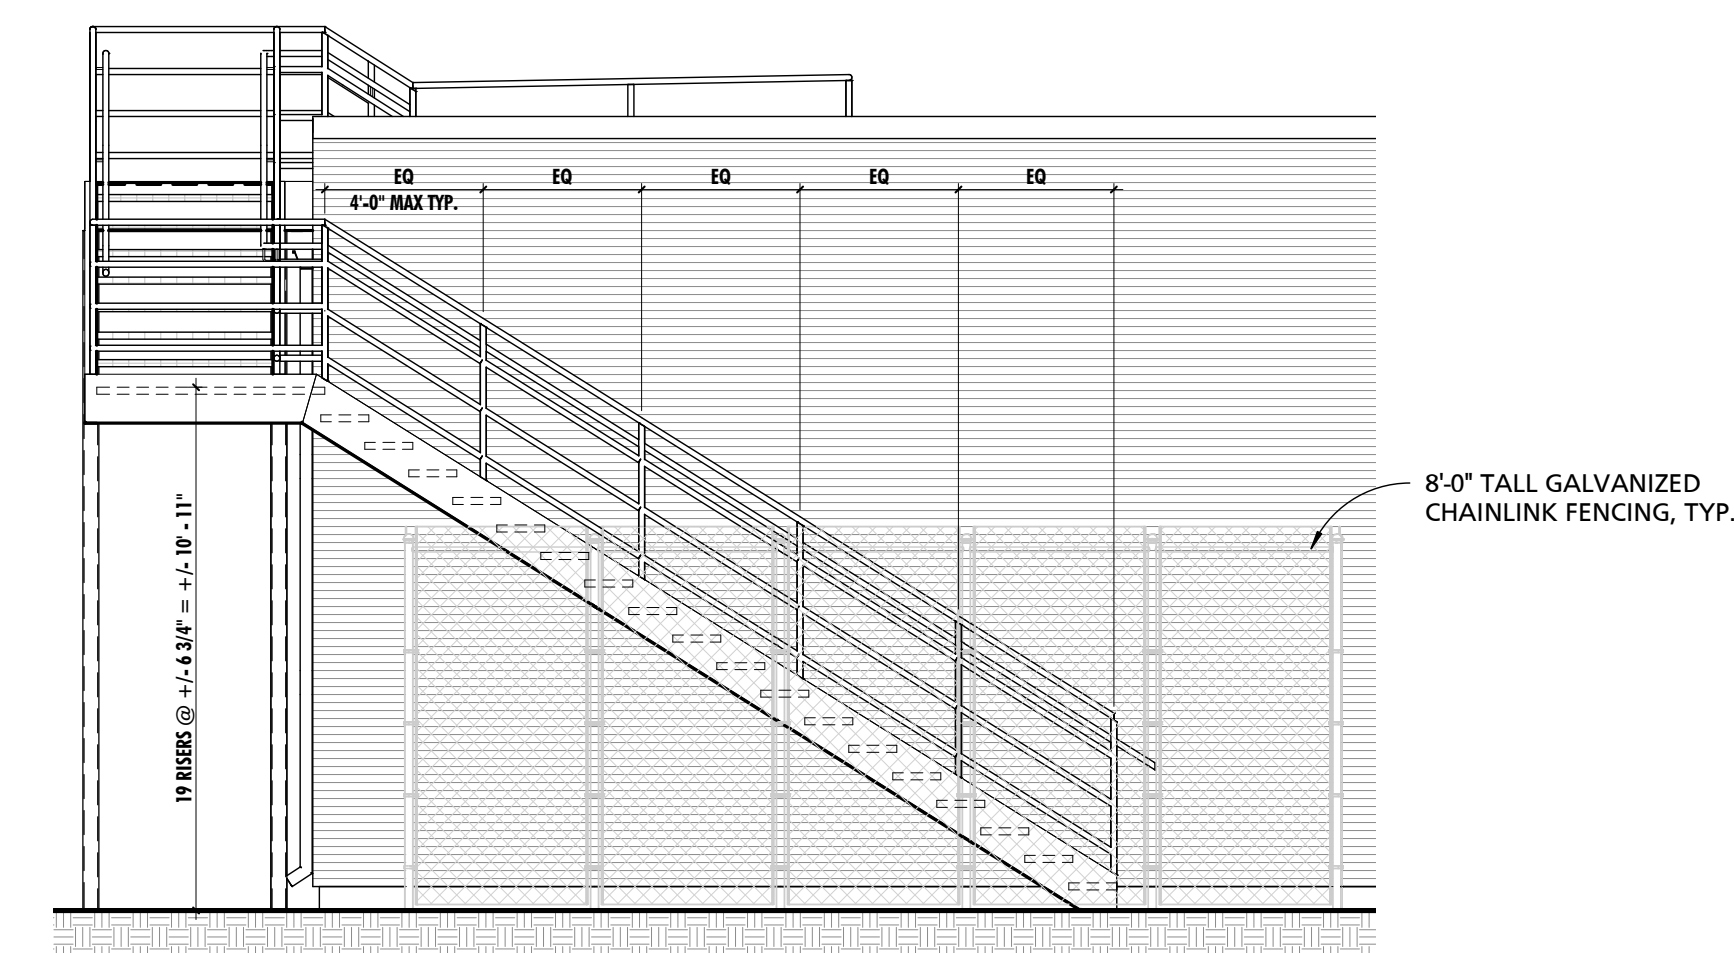 EQ EQ EQ EQ EQ
4'-0" MAX TYP.
8'-0" TALL GALVANIZED
CHAINLINK FENCING, TYP.
19 RISERS @ +/- 6 3/4" = +/- 10' - 11"